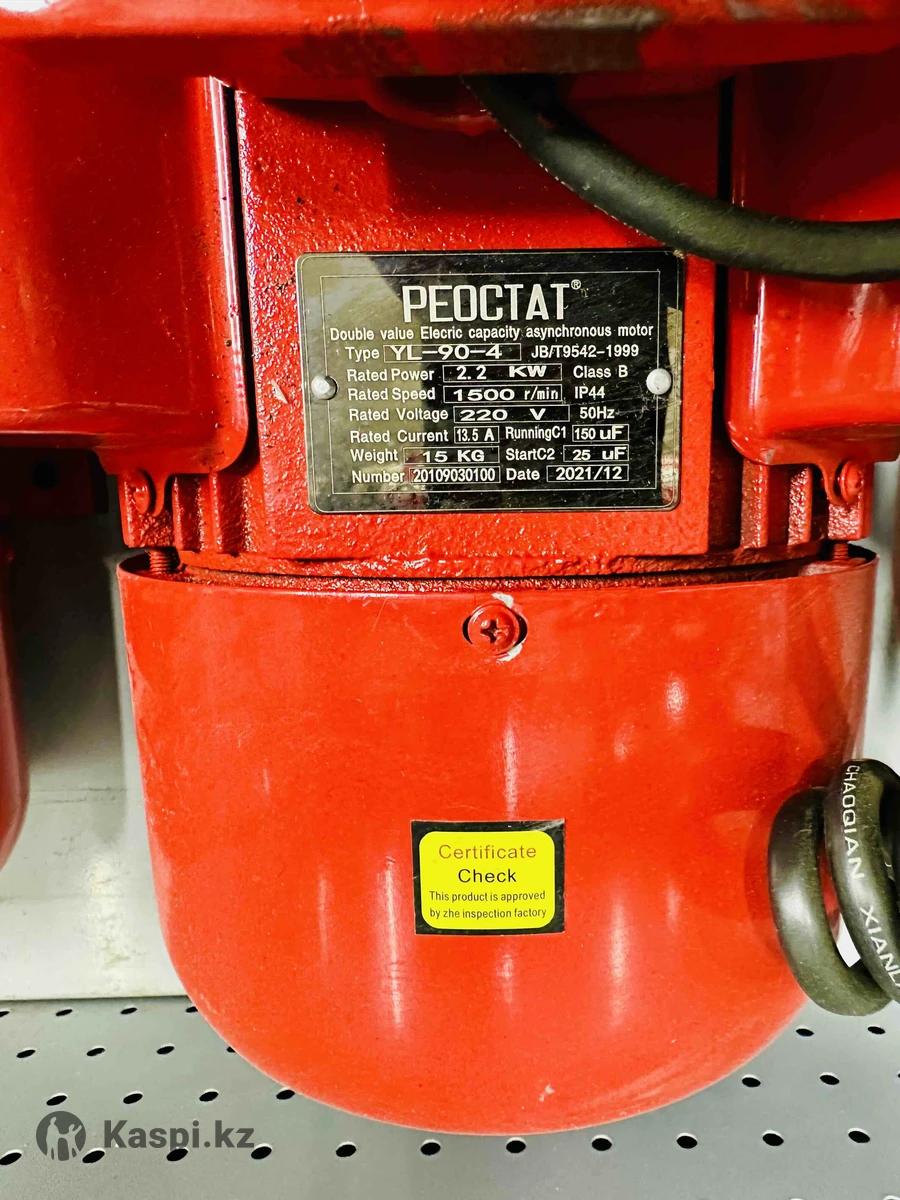 PEOCTAT®
Double value Elecric capacity asynchronous motor
Type YL-90-4 JB/T9542-1999
Rated Power 2.2 KW Class B
Rated Speed 1500 r/min IP44
Rated Voltage 220 V 50Hz
Rated Current 13.5 A RunningC1 150 uF
Weight 15 KG StartC2 25 uF
Number 20109030100 Date 2021/12
Certificate
Check
This product is approved
by zhe inspection factory
CHAOQIAN XIANL
Kaspi.kz